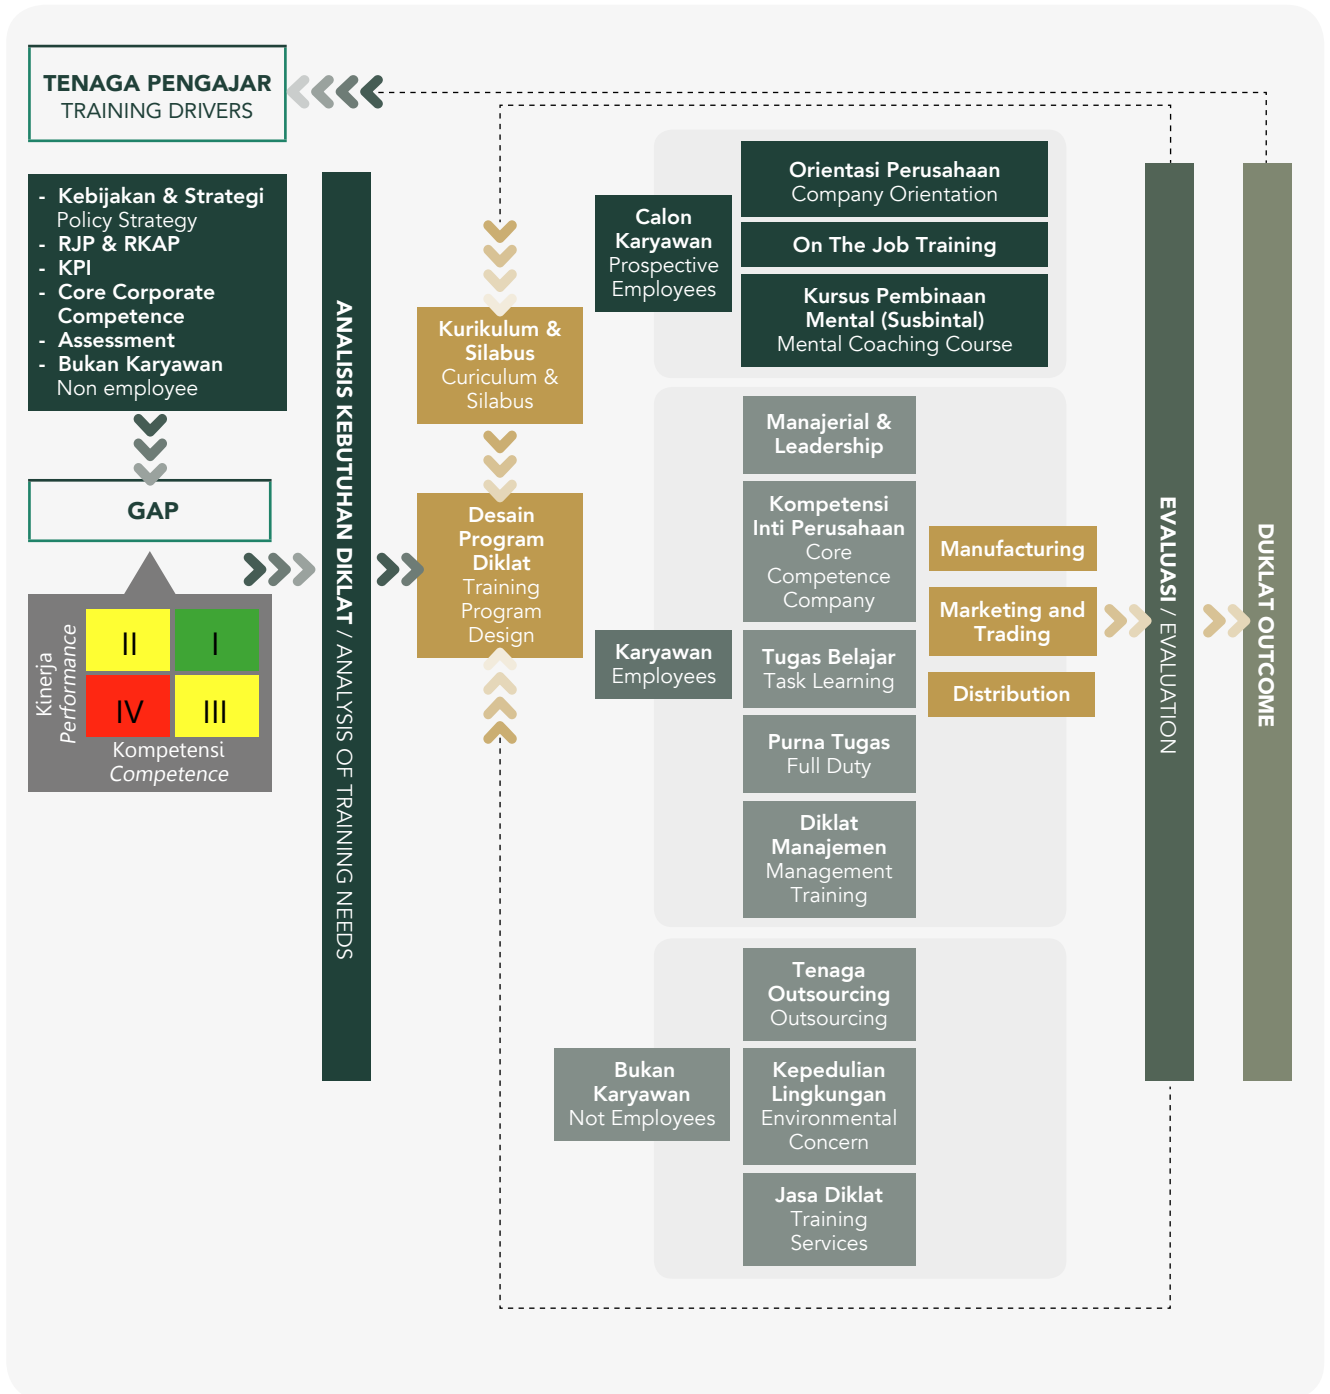 TENAGA PENGAJAR
TRAINING DRIVERS
- Kebijakan & Strategi
Policy Strategy
- RJP & RKAP
- KPI
- Core Corporate
Competence
- Assessment
- Bukan Karyawan
Non employee
GAP
Kinerja
Performance
II
I
IV
III
Kompetensi
Competence
ANALISIS KEBUTUHAN DIKLAT / ANALYSIS OF TRAINING NEEDS
Kurikulum &
Silabus
Curiculum &
Silabus
Desain
Program
Diklat
Training
Program
Design
Calon
Karyawan
Prospective
Employees
Orientasi Perusahaan
Company Orientation
On The Job Training
Kursus Pembinaan
Mental (Susbintal)
Mental Coaching Course
Karyawan
Employees
Manajerial &
Leadership
Kompetensi
Inti Perusahaan
Core
Competence
Company
Tugas Belajar
Task Learning
Purna Tugas
Full Duty
Diklat
Manajemen
Management
Training
Manufacturing
Marketing and
Trading
Distribution
Bukan
Karyawan
Not Employees
Tenaga
Outsourcing
Outsourcing
Kepedulian
Lingkungan
Environmental
Concern
Jasa Diklat
Training
Services
EVALUASI / EVALUATION
DUKLAT OUTCOME